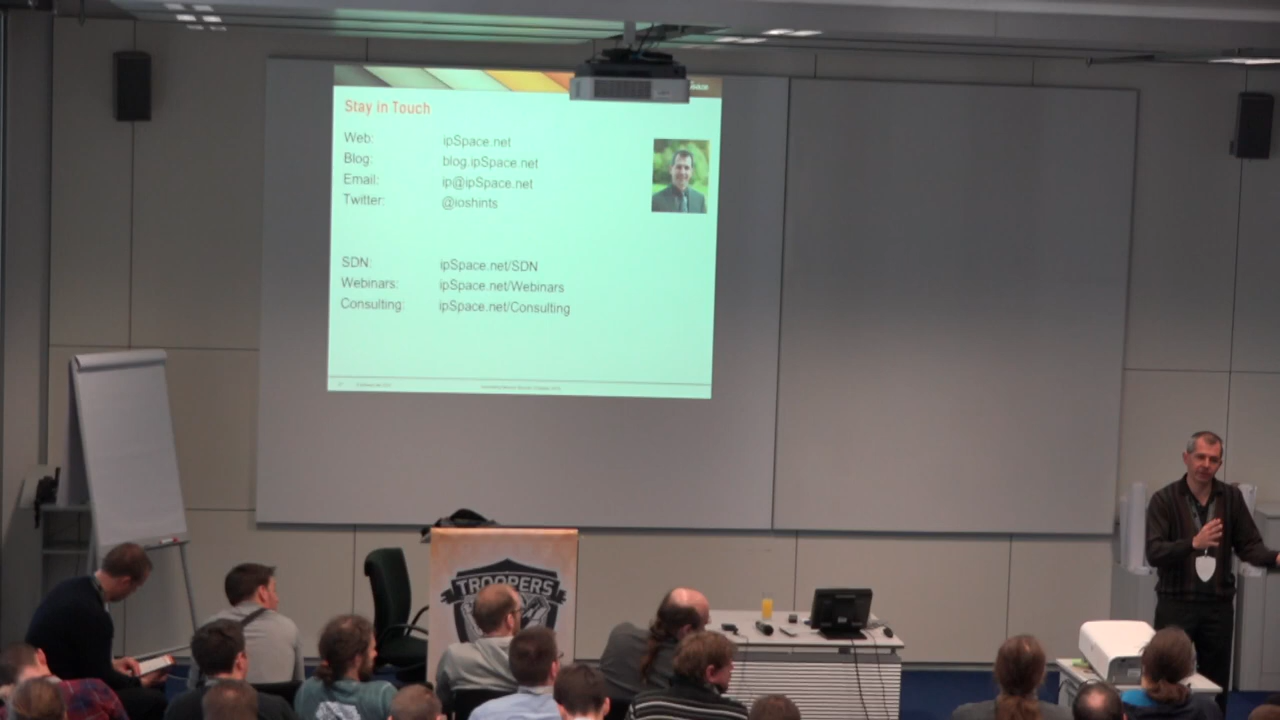 Stay in Touch
Web: ipSpace.net
Blog: blog.ipSpace.net
Email: ip@ipSpace.net
Twitter: @ioshints
SDN: ipSpace.net/SDN
Webinars: ipSpace.net/Webinars
Consulting: ipSpace.net/Consulting
TROOPERS